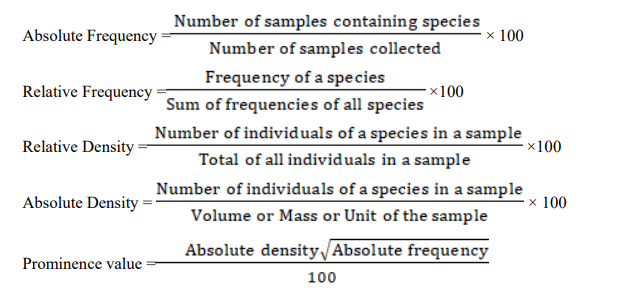 Absolute Frequency = Number of samples containing species / Number of samples collected × 100
Relative Frequency = Frequency of a species / Sum of frequencies of all species ×100
Relative Density = Number of individuals of a species in a sample / Total of all individuals in a sample ×100
Absolute Density = Number of individuals of a species in a sample / Volume or Mass or Unit of the sample × 100
Prominence value = Absolute density√Absolute frequency / 100